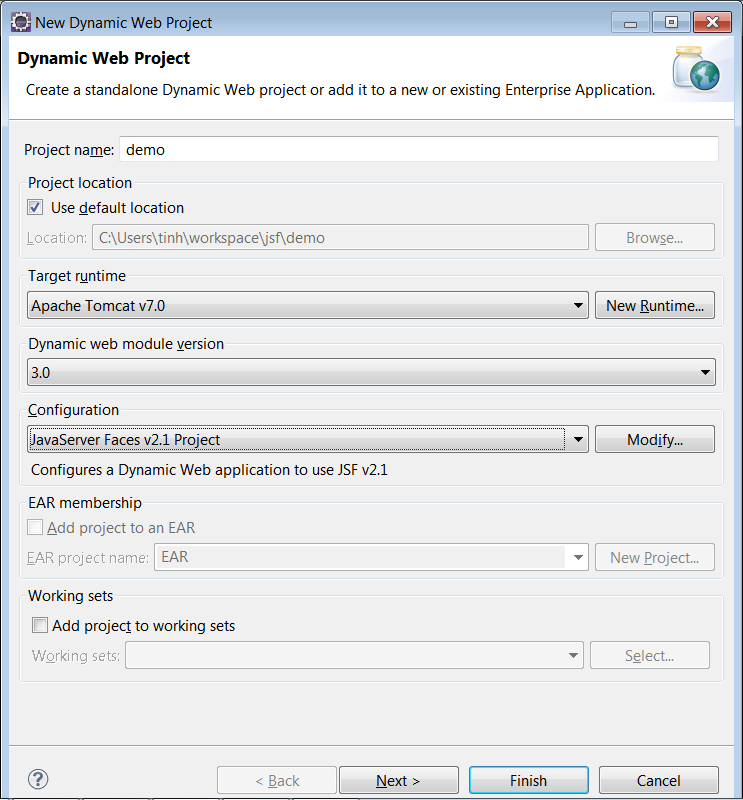 New Dynamic Web Project
Dynamic Web Project
Create a standalone Dynamic Web project or add it to a new or existing Enterprise Application.
Project name: demo
Project location
Use default location
Location: C:\Users\tinh\workspace\jsf\demo Browse...
Target runtime
Apache Tomcat v7.0 New Runtime...
Dynamic web module version
3.0
Configuration
JavaServer Faces v2.1 Project Modify...
Configures a Dynamic Web application to use JSF v2.1
EAR membership
Add project to an EAR
EAR project name: EAR New Project...
Working sets
Add project to working sets
Working sets: Select...
? < Back Next > Finish Cancel